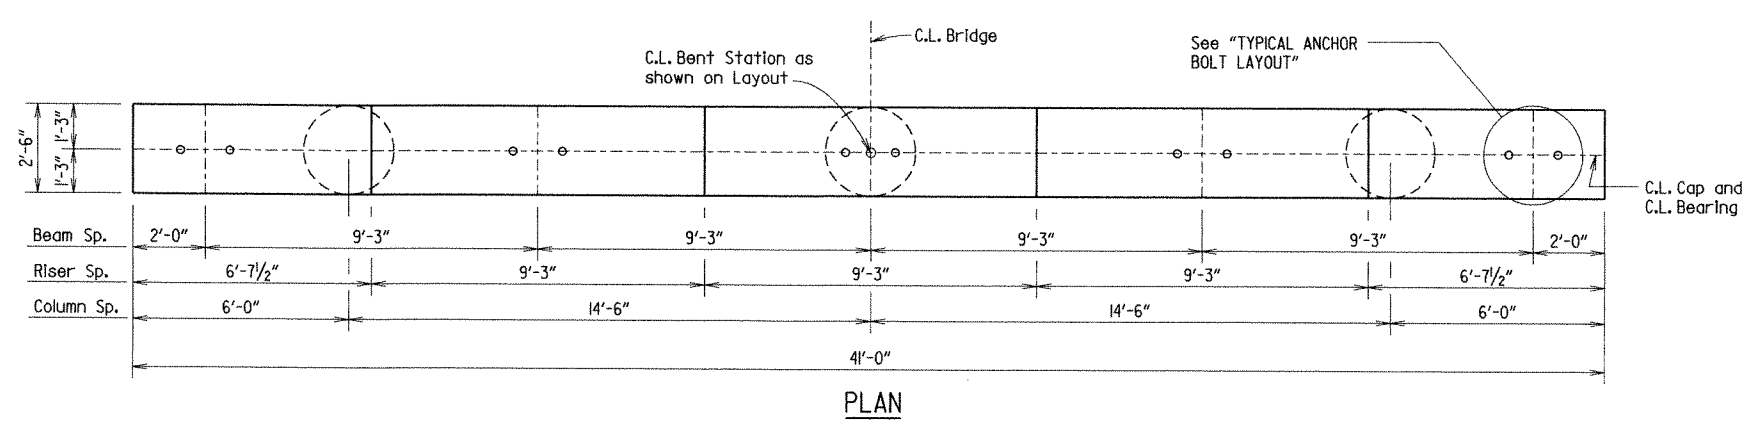 C.L. Bridge
C.L. Bent Station as
shown on Layout
See "TYPICAL ANCHOR
BOLT LAYOUT"
2'-6"
1'-3"
1'-3"
C.L. Cap and
C.L. Bearing
Beam Sp. 2'-0" 9'-3" 9'-3" 9'-3" 9'-3" 2'-0"
Riser Sp. 6'-7½" 9'-3" 9'-3" 9'-3" 6'-7½"
Column Sp. 6'-0" 14'-6" 14'-6" 6'-0"
41'-0"
PLAN